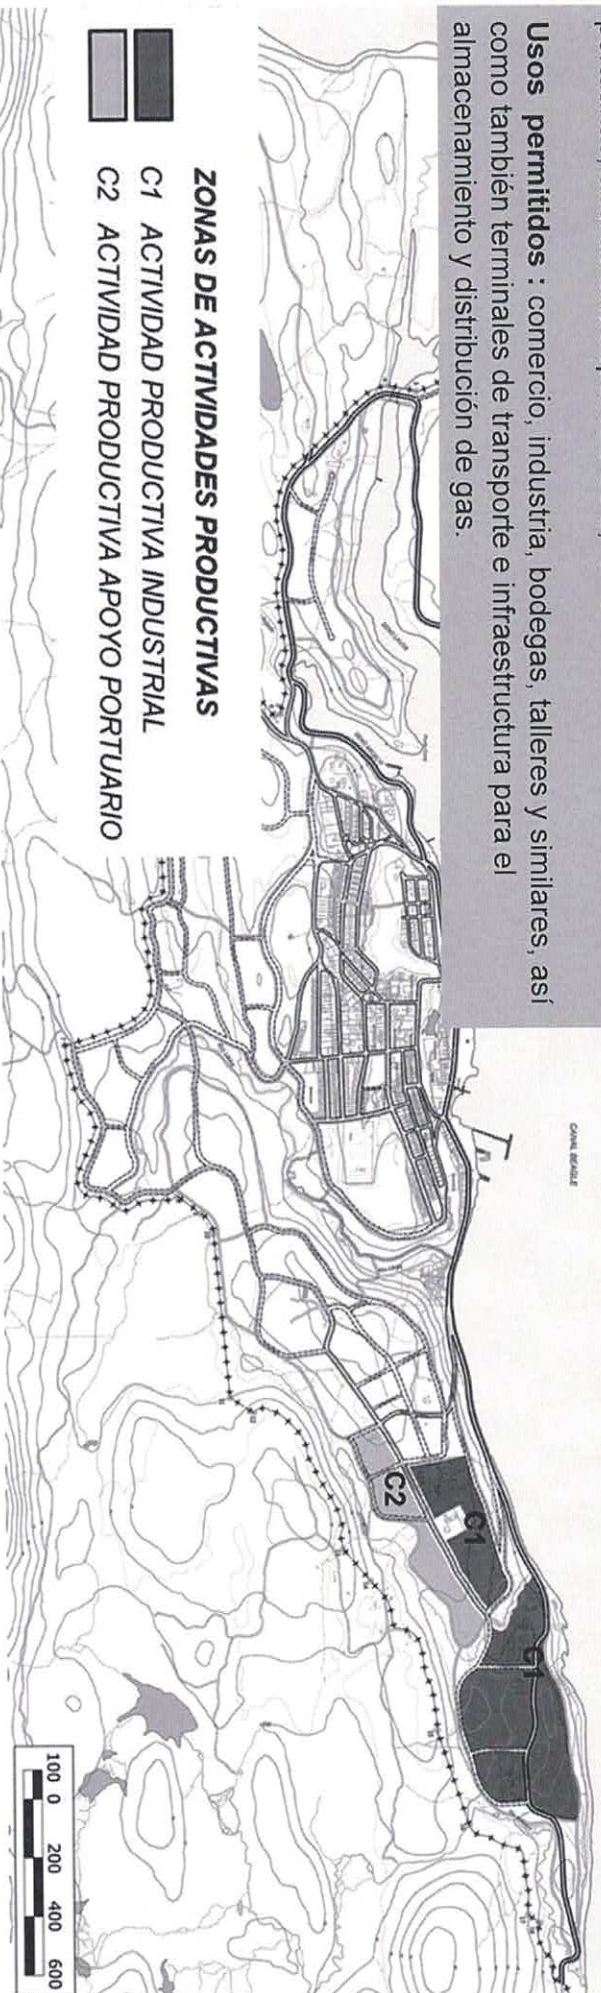 Usos permitidos : comercio, industria, bodegas, talleres y similares, así
como también terminales de transporte e infraestructura para el
almacenamiento y distribución de gas.
CANAL BEAGLE
C1
C1
C2
ZONAS DE ACTIVIDADES PRODUCTIVAS
C1 ACTIVIDAD PRODUCTIVA INDUSTRIAL
C2 ACTIVIDAD PRODUCTIVA APOYO PORTUARIO
100 0 200 400 600